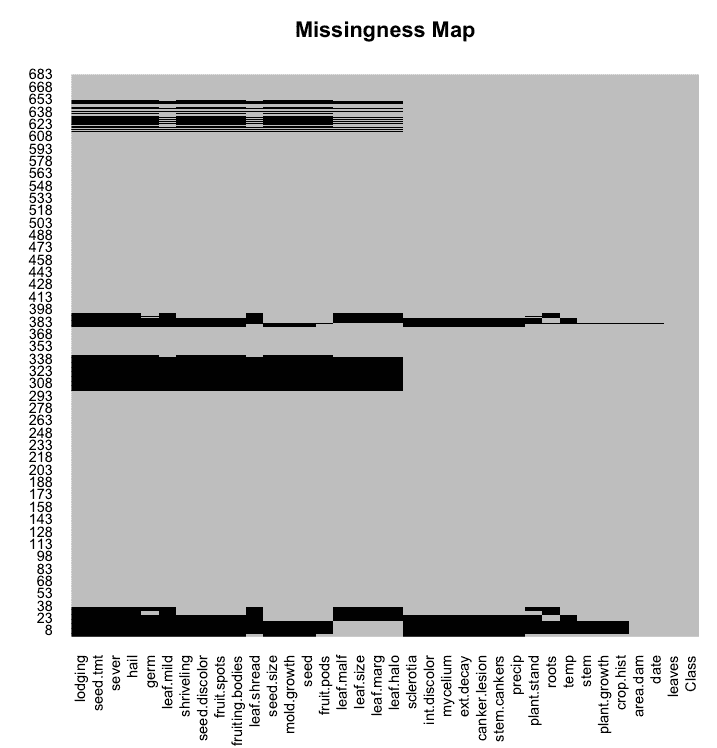 Missingness Map
683
668
653
638
623
608
593
578
563
548
533
518
503
488
473
458
443
428
413
398
383
368
353
338
323
308
293
278
263
248
233
218
203
188
173
158
143
128
113
98
83
68
53
38
23
8
lodging
seed.tmt
sever
hail
germ
leaf.mild
shriveling
seed.discolor
fruit.spots
fruiting.bodies
leaf.shread
seed.size
mold.growth
seed
fruit.pods
leaf.malf
leaf.size
leaf.marg
leaf.halo
sclerotia
int.discolor
mycelium
ext.decay
canker.lesion
stem.cankers
precip
plant.stand
roots
temp
stem
plant.growth
crop.hist
area.dam
date
leaves
Class